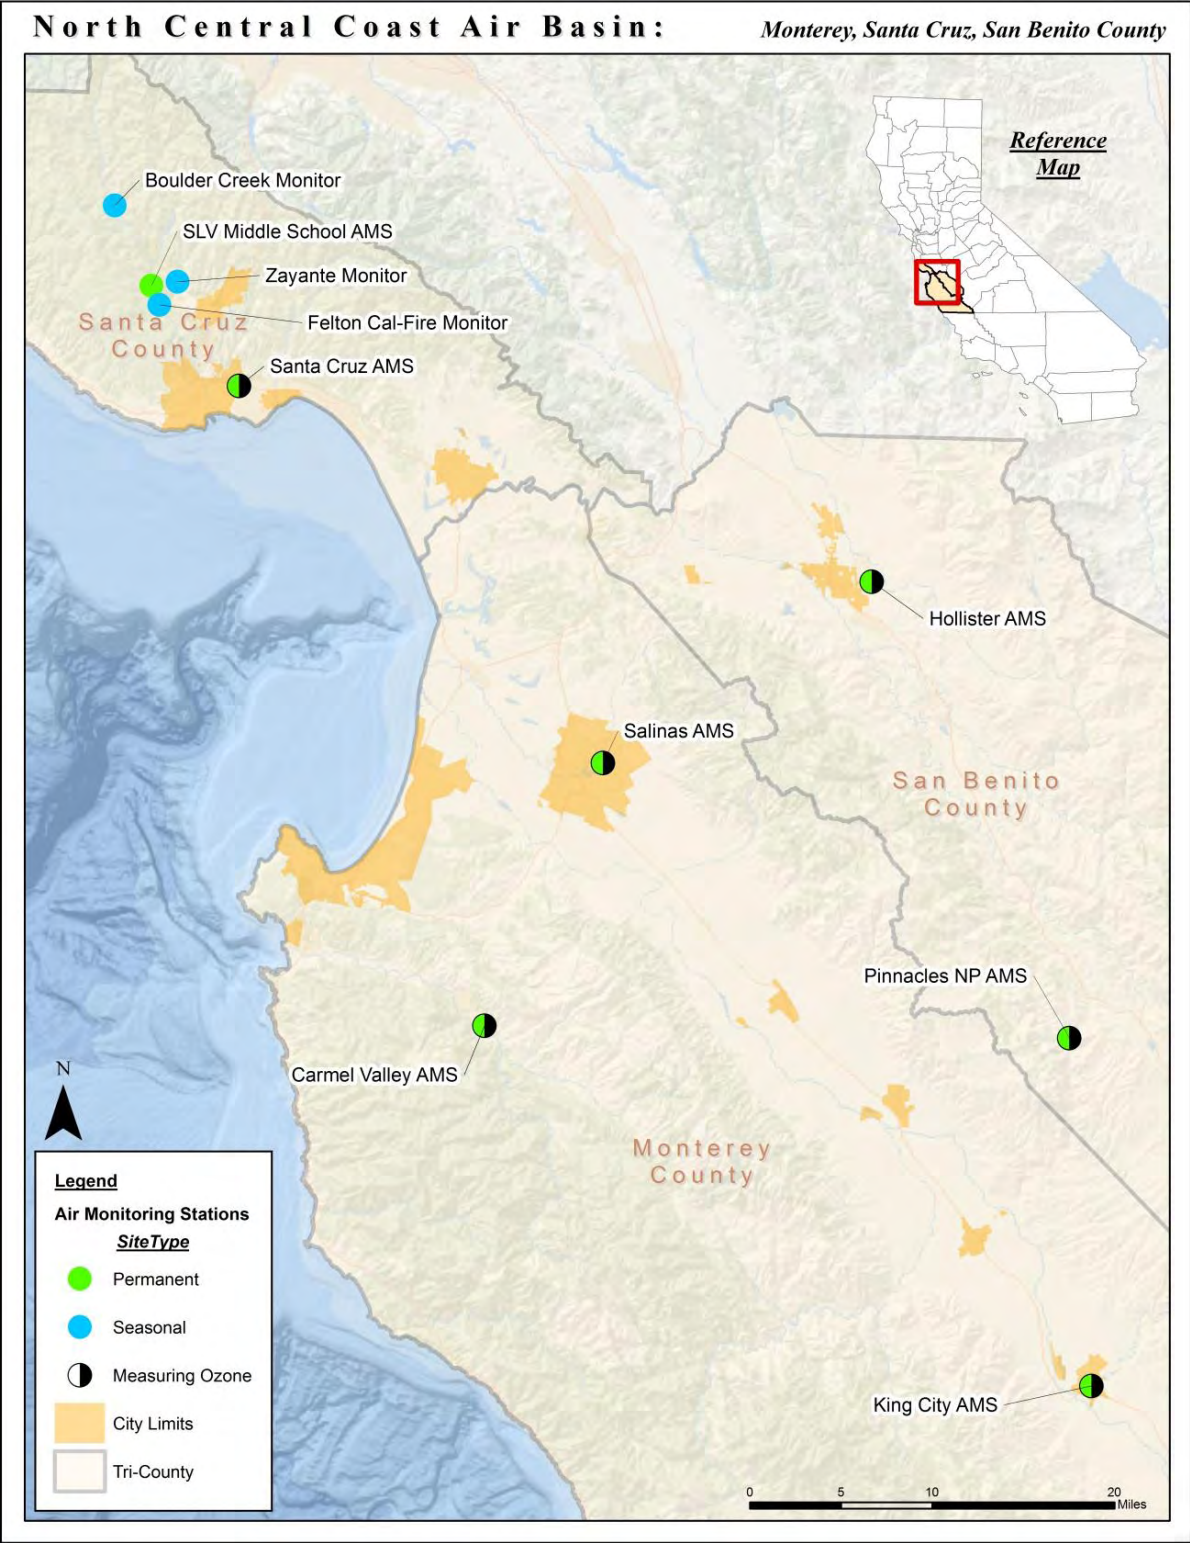 North Central Coast Air Basin:
Monterey, Santa Cruz, San Benito County
Reference
Map
Boulder Creek Monitor
SLV Middle School AMS
Zayante Monitor
Felton Cal-Fire Monitor
Santa Cruz
County
Santa Cruz AMS
Hollister AMS
Salinas AMS
San Benito
County
Pinnacles NP AMS
Carmel Valley AMS
Monterey
County
King City AMS
N
Legend
Air Monitoring Stations
SiteType
Permanent
Seasonal
Measuring Ozone
City Limits
Tri-County
0 5 10 20
Miles